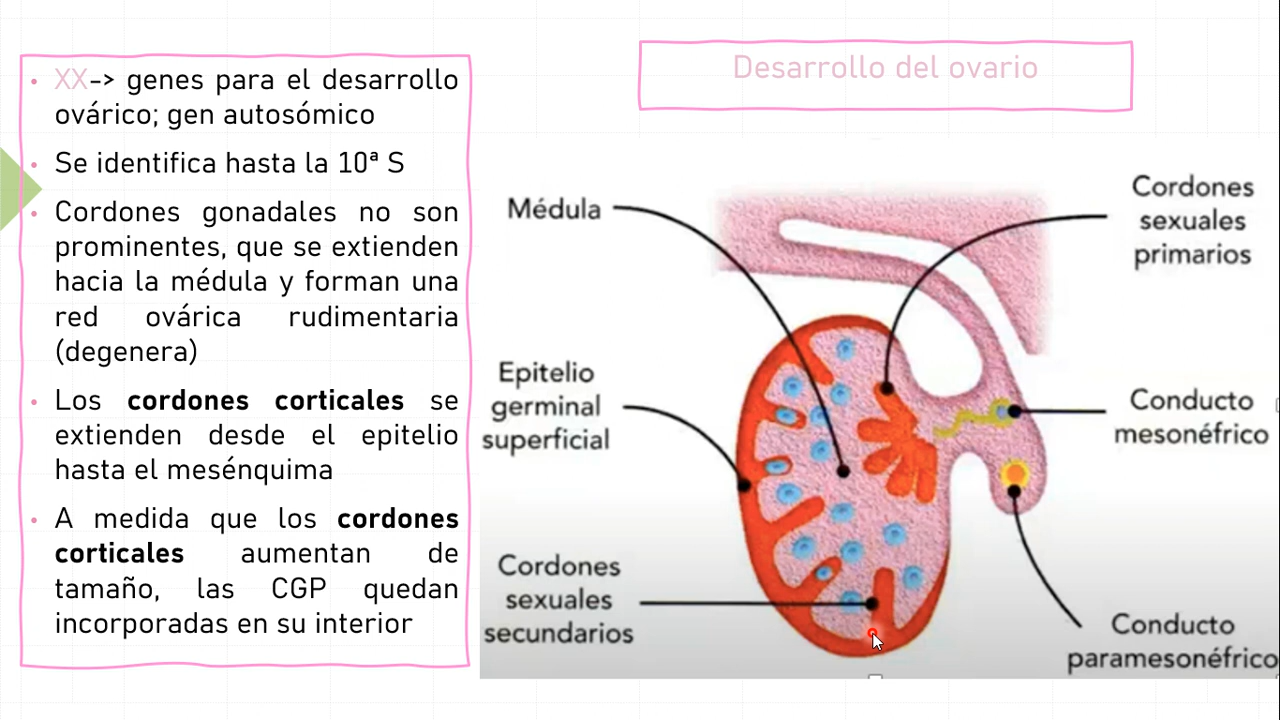 Desarrollo del ovario
• XX-> genes para el desarrollo
ovárico; gen autosómico
• Se identifica hasta la 10ª S
• Cordones gonadales no son
prominentes, que se extienden
hacia la médula y forman una
red ovárica rudimentaria
(degenera)
• Los cordones corticales se
extienden desde el epitelio
hasta el mesénquima
• A medida que los cordones
corticales aumentan de
tamaño, las CGP quedan
incorporadas en su interior
Médula
Epitelio
germinal
superficial
Cordones
sexuales
secundarios
Cordones
sexuales
primarios
Conducto
mesonéfrico
Conducto
paramesonéfrico